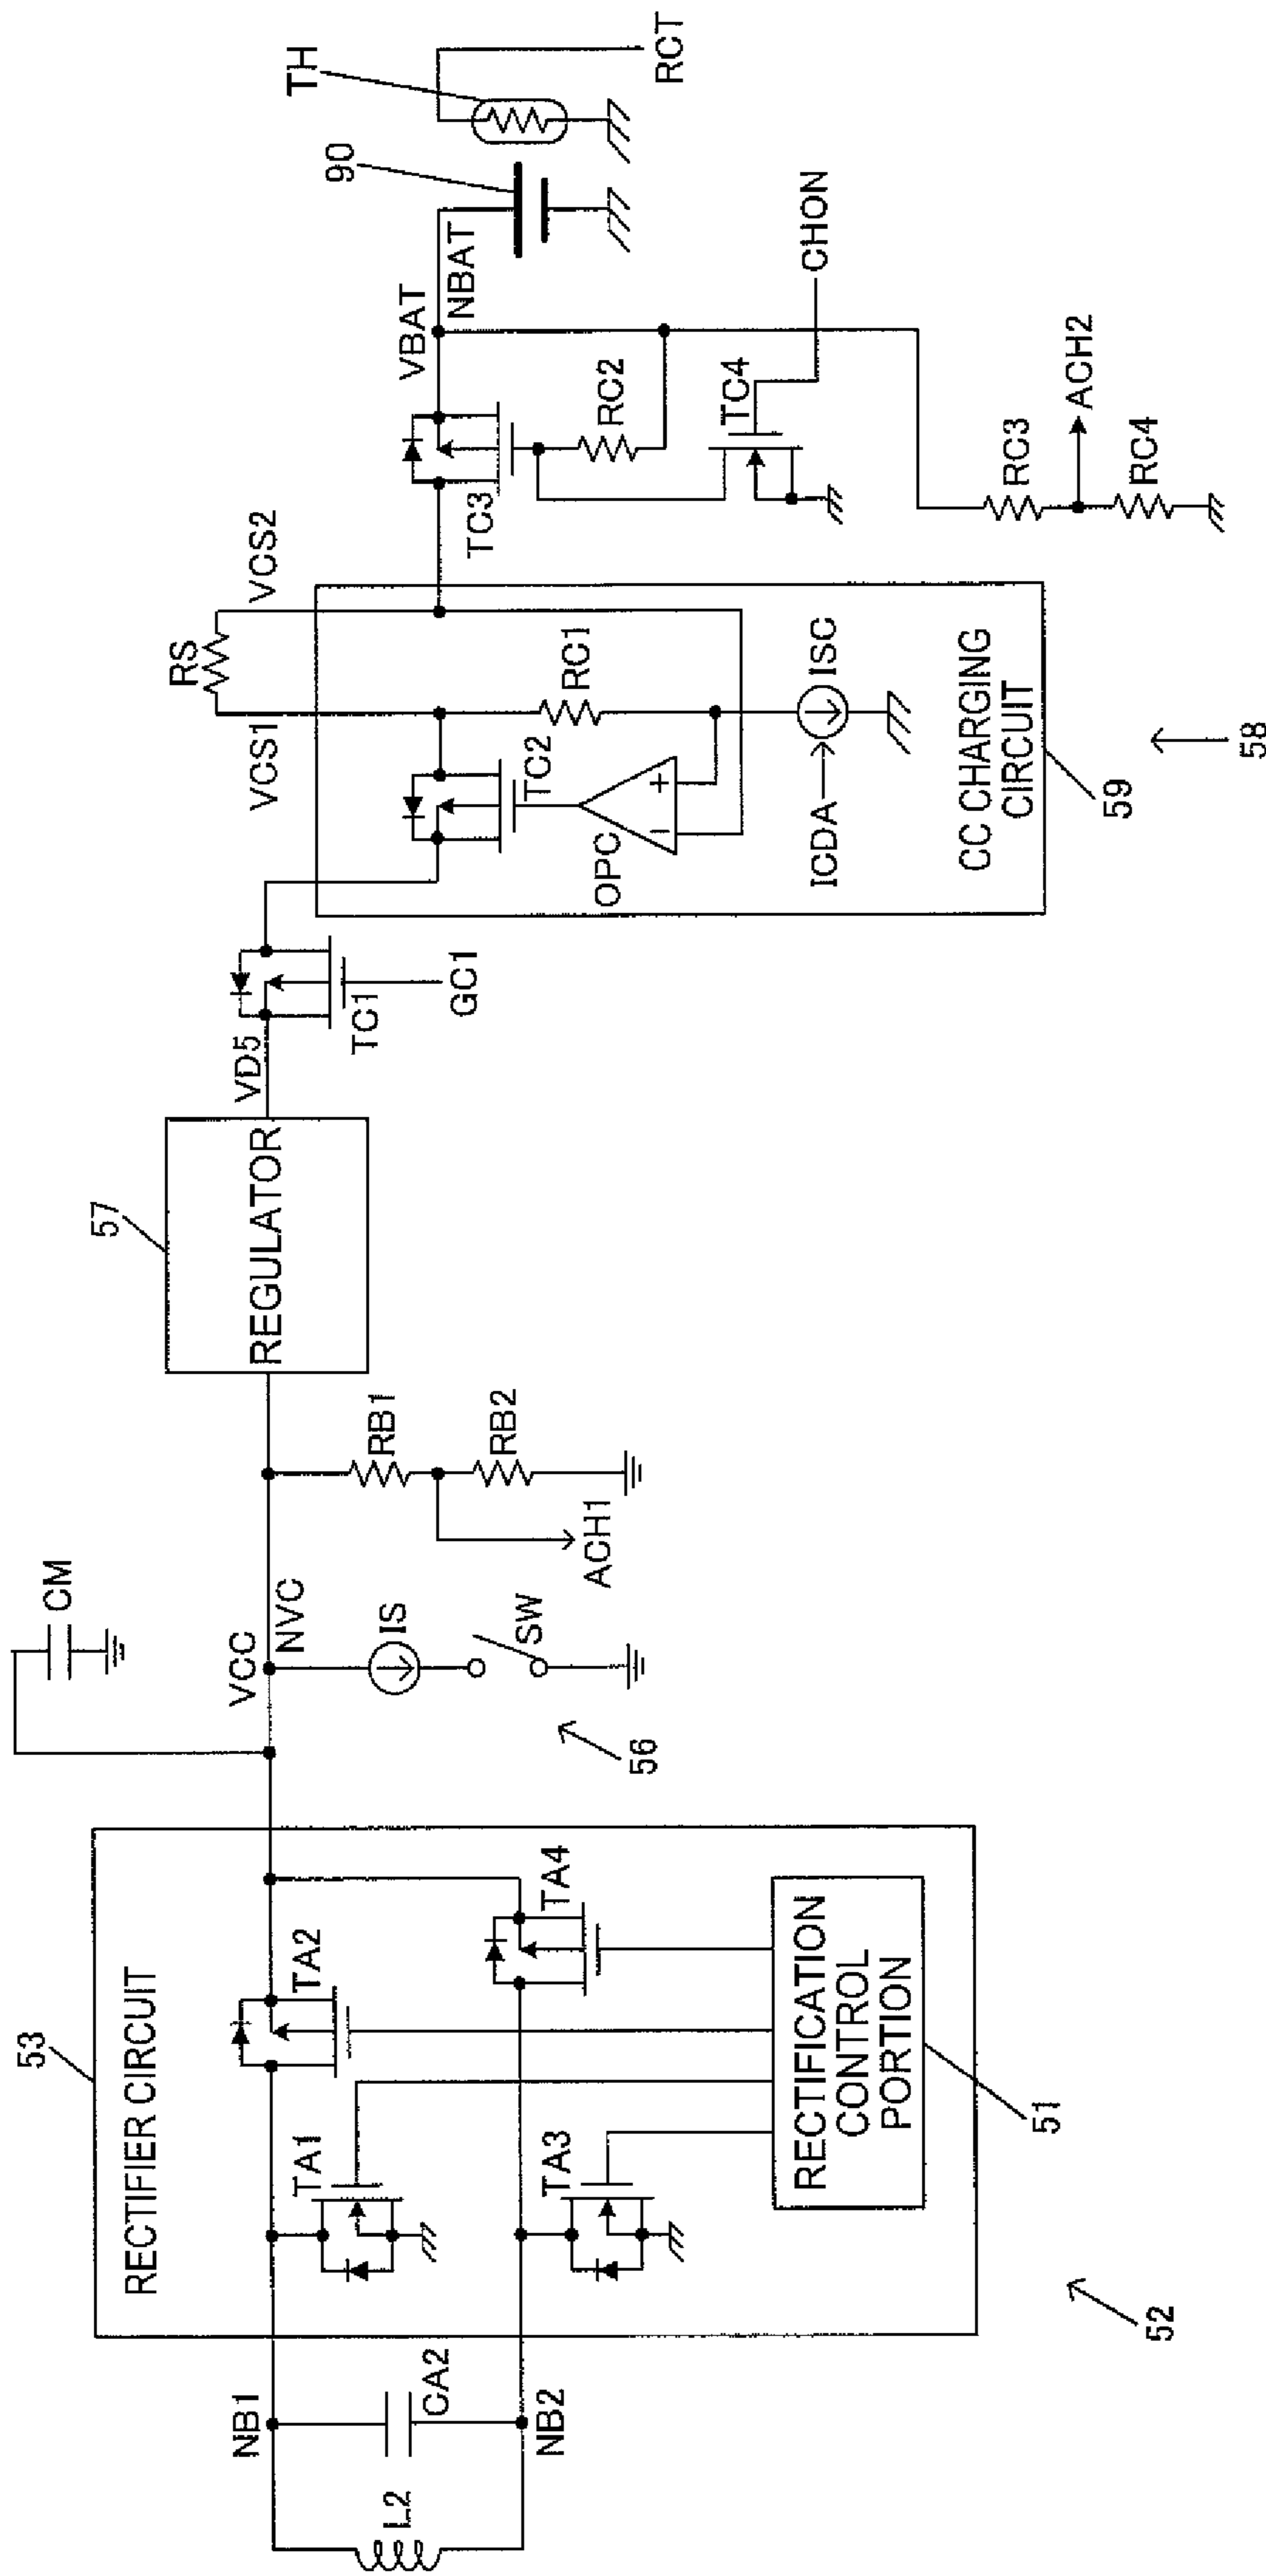 53
RECTIFIER CIRCUIT
NB1
L2
CA2
NB2
TA1
TA2
TA3
TA4
RECTIFICATION
CONTROL
PORTION
51
52
CM
VCC
NVC
IS
SW
56
RB1
RB2
ACH1
57
REGULATOR
VD5
TC1
GC1
RS
VCS1
VCS2
TC2
RC1
OPC
+
−
ICDA
ISC
CC CHARGING
CIRCUIT
59
58
TC3
VBAT
NBAT
90
TH
RCT
RC2
TC4
CHON
RC3
ACH2
RC4